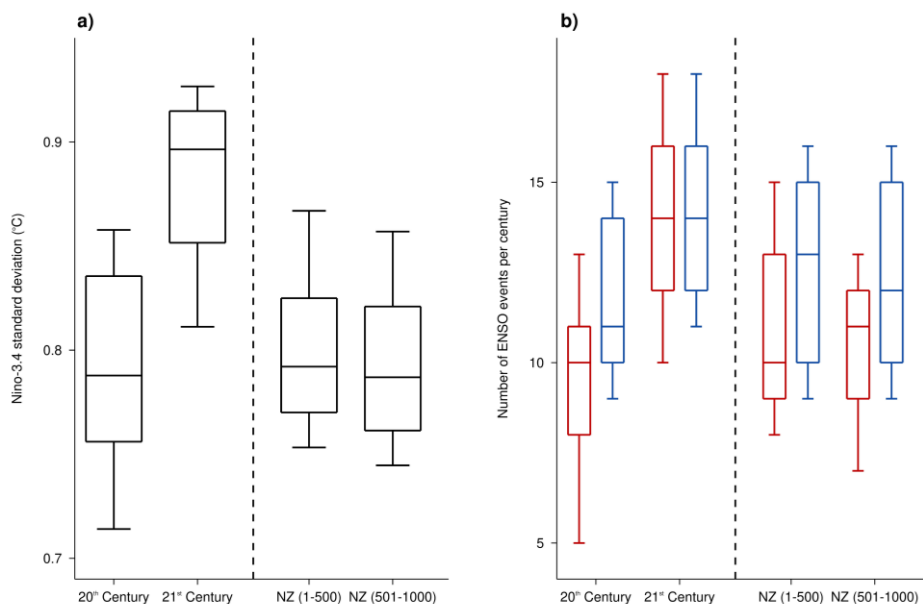 a)
Nino-3.4 standard deviation (°C)
0.9
0.8
0.7
20th Century 21st Century NZ (1-500) NZ (501-1000)
b)
Number of ENSO events per century
15
10
5
20th Century 21st Century NZ (1-500) NZ (501-1000)